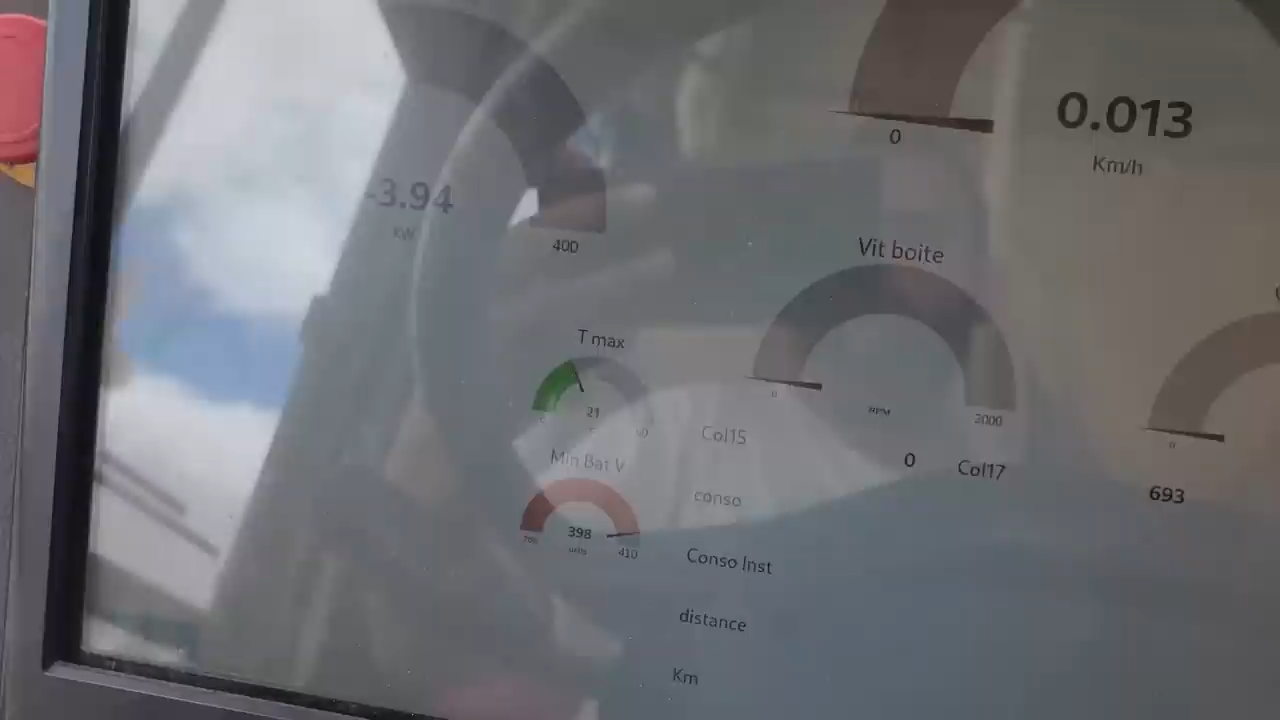 0.013
0
Km/h
-3.94
kW
400
Vit boite
T max
21
Col15
0
RPM
2000
Min Bat V
0
Col17
0
conso
693
398
410
Conso Inst
distance
Km